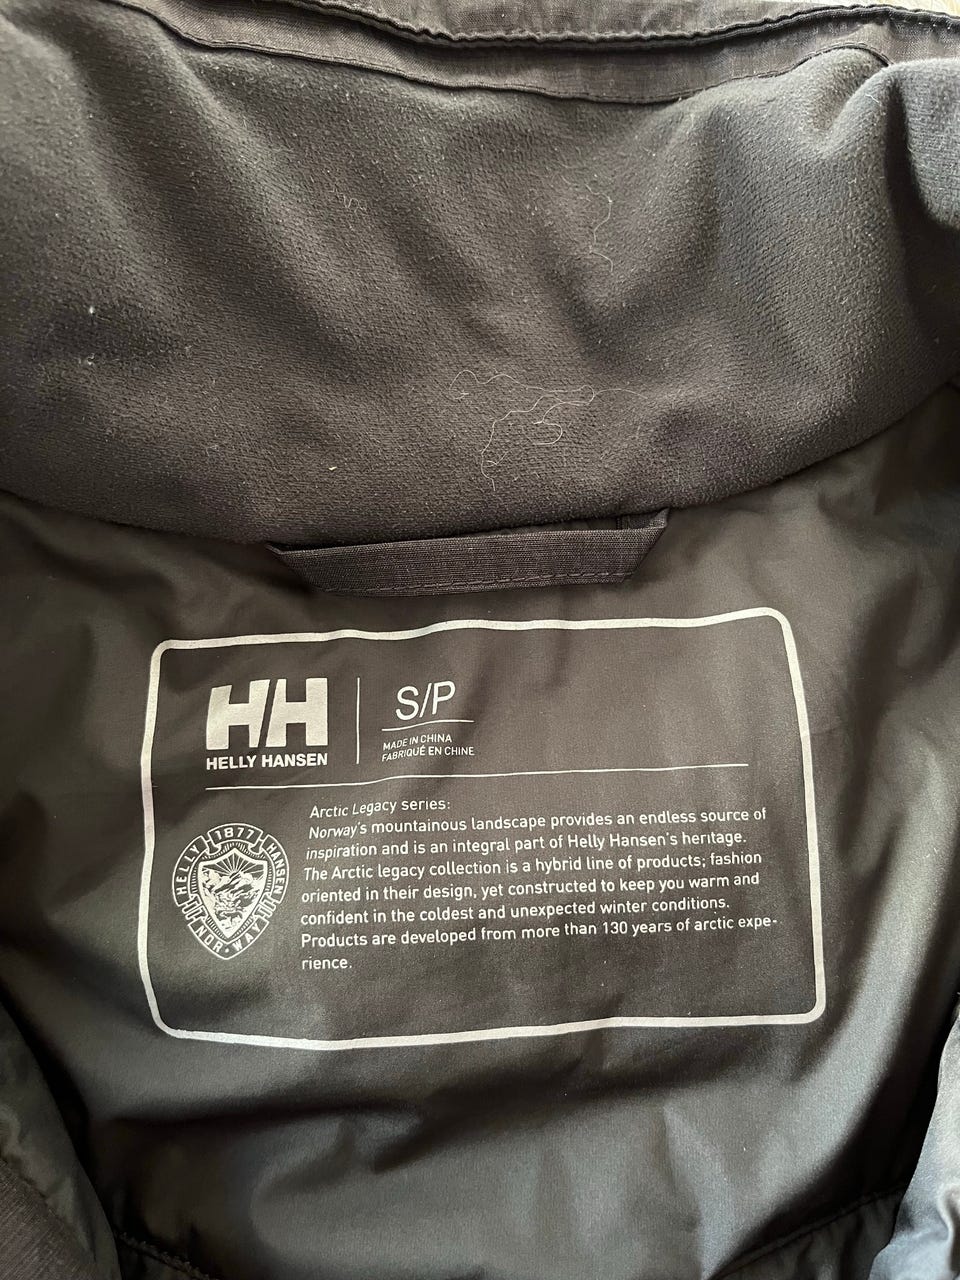 HH
HELLY HANSEN
S/P
MADE IN CHINA
FABRIQUÉ EN CHINE
Arctic Legacy series:
Norway's mountainous landscape provides an endless source of
inspiration and is an integral part of Helly Hansen's heritage.
The Arctic legacy collection is a hybrid line of products; fashion
oriented in their design, yet constructed to keep you warm and
confident in the coldest and unexpected winter conditions.
Products are developed from more than 130 years of arctic expe-
rience.
1877
HELLY HANSEN
NOR•WAY